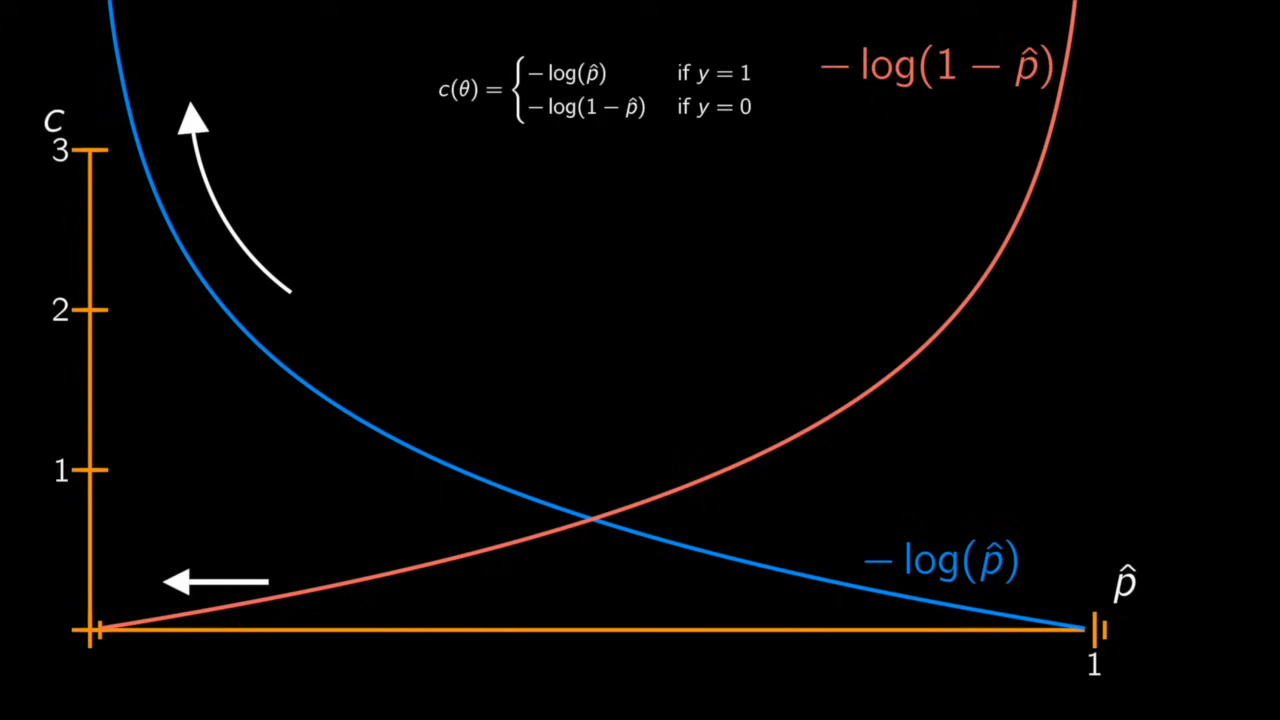 − log(1 − p̂)
c(θ) = { − log(p̂) if y = 1
− log(1 − p̂) if y = 0
C
3
2
1
− log(p̂)
p̂
1